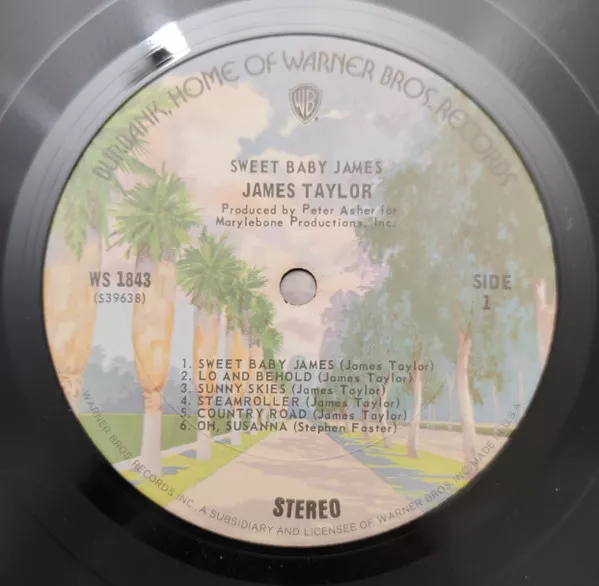 BURBANK, HOME OF WARNER BROS. RECORDS
WB
SWEET BABY JAMES
JAMES TAYLOR
Produced by Peter Asher for
Marylebone Productions, Inc.
WS 1843
(S39638)
SIDE
1
1. SWEET BABY JAMES (James Taylor)
2. LO AND BEHOLD (James Taylor)
3. SUNNY SKIES (James Taylor)
4. STEAMROLLER (James Taylor)
5. COUNTRY ROAD (James Taylor)
6. OH, SUSANNA (Stephen Foster)
STEREO
WARNER BROS. RECORDS INC., A SUBSIDIARY AND LICENSEE OF WARNER BROS. INC. MADE IN U.S.A.